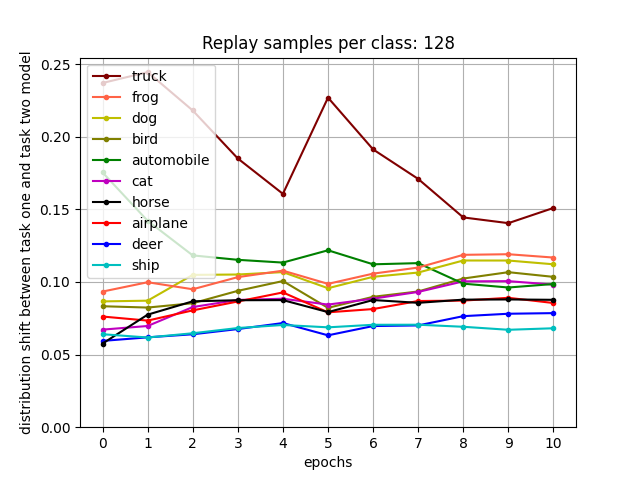 Replay samples per class: 128
distribution shift between task one and task two model
0.25
0.20
0.15
0.10
0.05
0.00
truck
frog
dog
bird
automobile
cat
horse
airplane
deer
ship
0 1 2 3 4 5 6 7 8 9 10
epochs